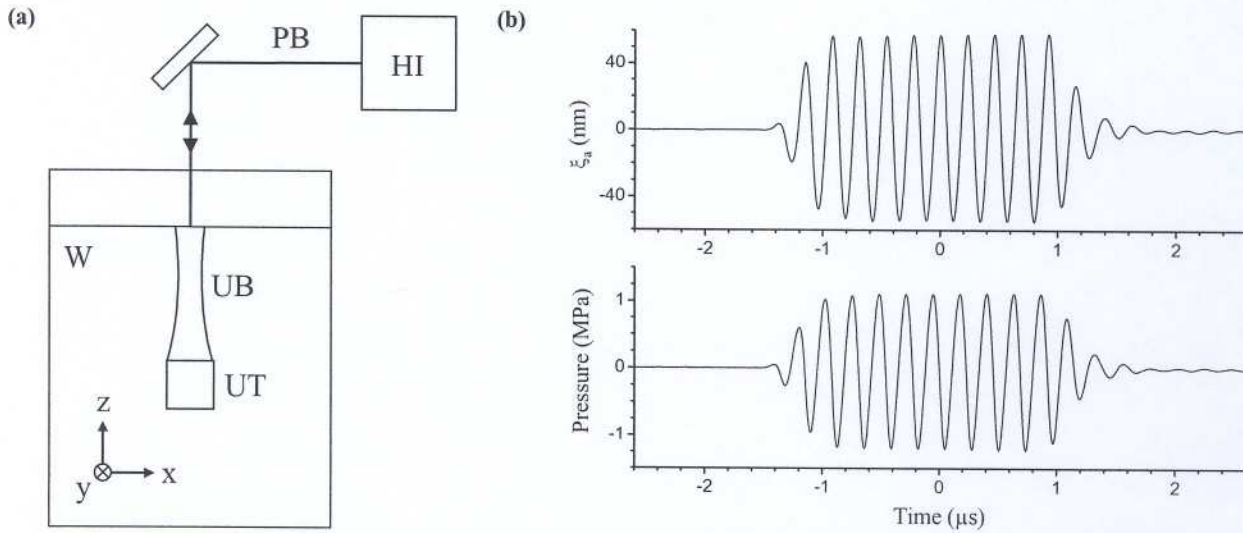 (a)
PB
HI
W
UB
UT
z
y
x
(b)
ξₐ (nm)
40
0
-40
-2
-1
0
1
2
Pressure (MPa)
1
0
-1
-2
-1
0
1
2
Time (µs)